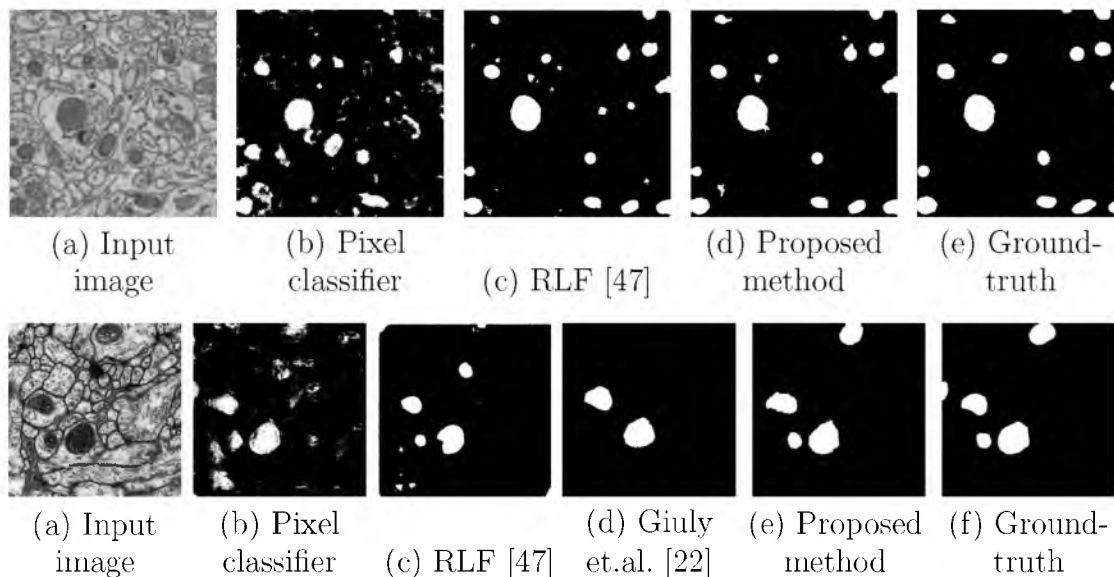 (a) Input
image
(b) Pixel
classifier
(c) RLF [47]
(d) Proposed
method
(e) Ground-
truth
(a) Input
image
(b) Pixel
classifier
(c) RLF [47]
(d) Giuly
et.al. [22]
(e) Proposed
method
(f) Ground-
truth